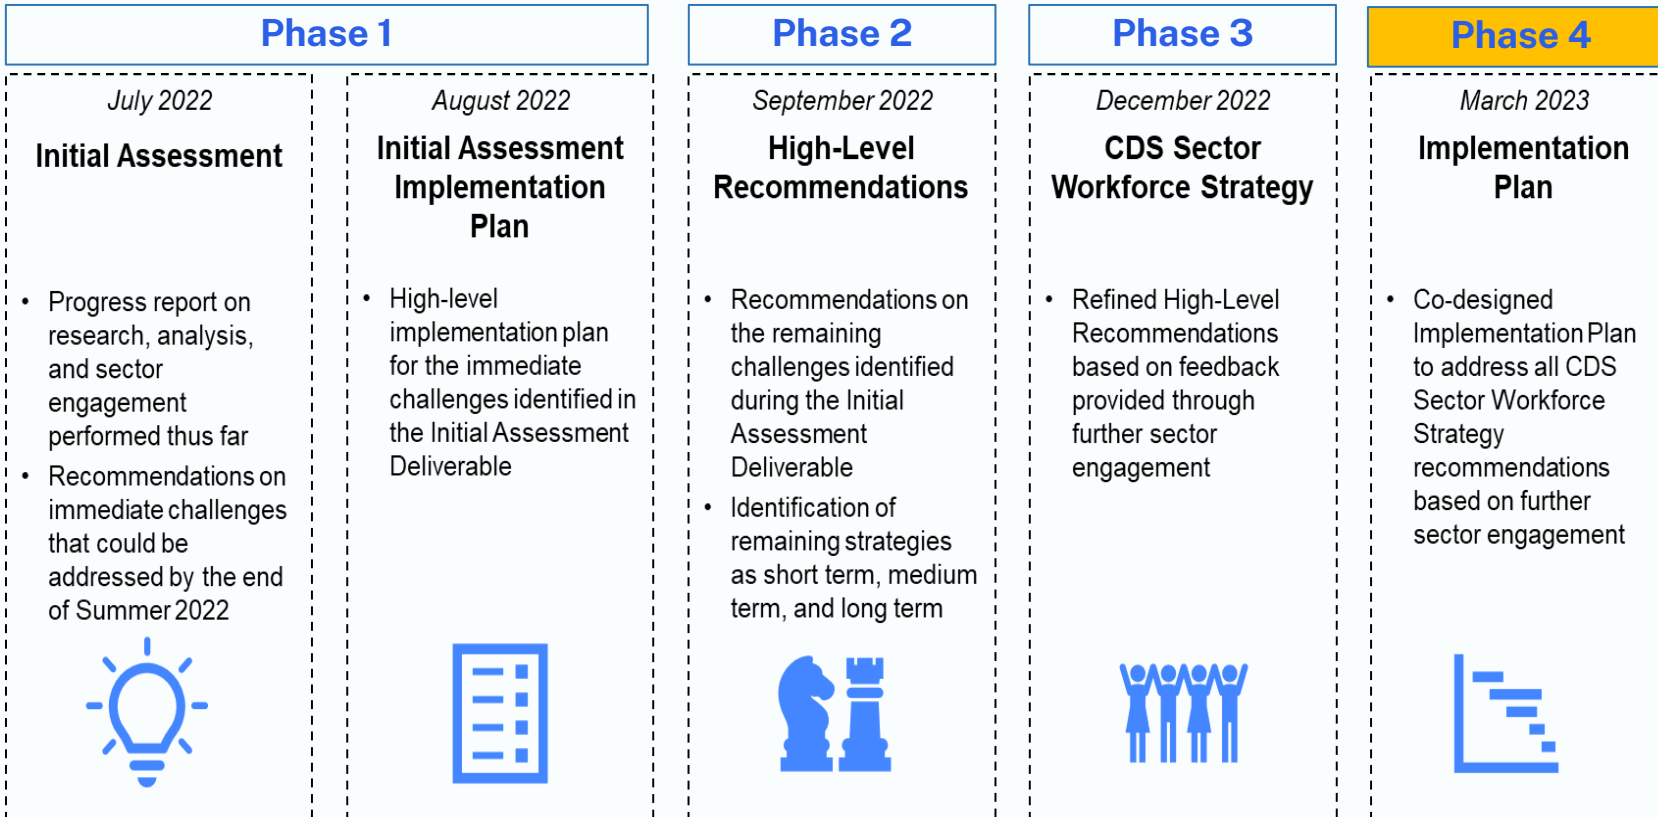 Phase 1
July 2022
Initial Assessment
• Progress report on
research, analysis,
and sector
engagement
performed thus far
• Recommendations on
immediate challenges
that could be
addressed by the end
of Summer 2022
August 2022
Initial Assessment
Implementation
Plan
• High-level
implementation plan
for the immediate
challenges identified in
the Initial Assessment
Deliverable
Phase 2
September 2022
High-Level
Recommendations
• Recommendations on
the remaining
challenges identified
during the Initial
Assessment
Deliverable
• Identification of
remaining strategies
as short term, medium
term, and long term
Phase 3
December 2022
CDS Sector
Workforce Strategy
• Refined High-Level
Recommendations
based on feedback
provided through
further sector
engagement
Phase 4
March 2023
Implementation
Plan
• Co-designed
Implementation Plan
to address all CDS
Sector Workforce
Strategy
recommendations
based on further
sector engagement